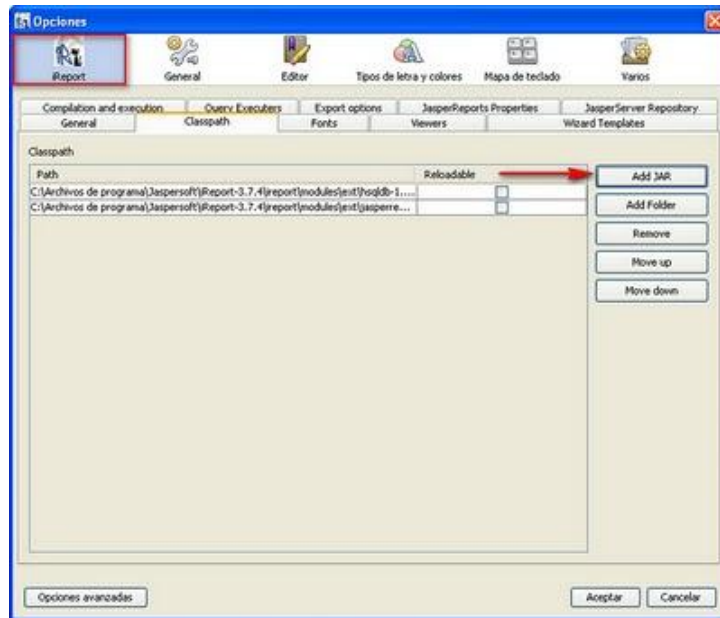 Opciones
iReport General Editor Tipos de letra y colores Mapa de teclado Varios
Compilation and execution Query Executers Export options JasperReports Properties JasperServer Repository
General Classpath Fonts Viewers Wizard Templates
Classpath
Path Reloadable
C:\Archivos de programa\Jaspersoft\iReport-3.7.4\ireport\modules\ext\hsqldb-1....
C:\Archivos de programa\Jaspersoft\iReport-3.7.4\ireport\modules\ext\jasperre...
Add JAR
Add Folder
Remove
Move up
Move down
Opciones avanzadas Aceptar Cancelar